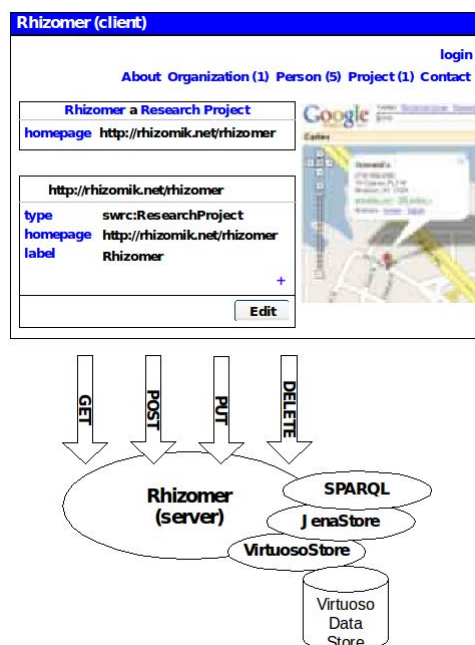 Rhizomer (client)
login
About Organization (1) Person (5) Project (1) Contact
Rhizomer a Research Project
homepage http://rhizomik.net/rhizomer
http://rhizomik.net/rhizomer
type swrc:ResearchProject
homepage http://rhizomik.net/rhizomer
label Rhizomer
+
Edit
Google
GET
POST
PUT
DELETE
Rhizomer
(server)
SPARQL
JenaStore
VirtuosoStore
Virtuoso
Data
Store